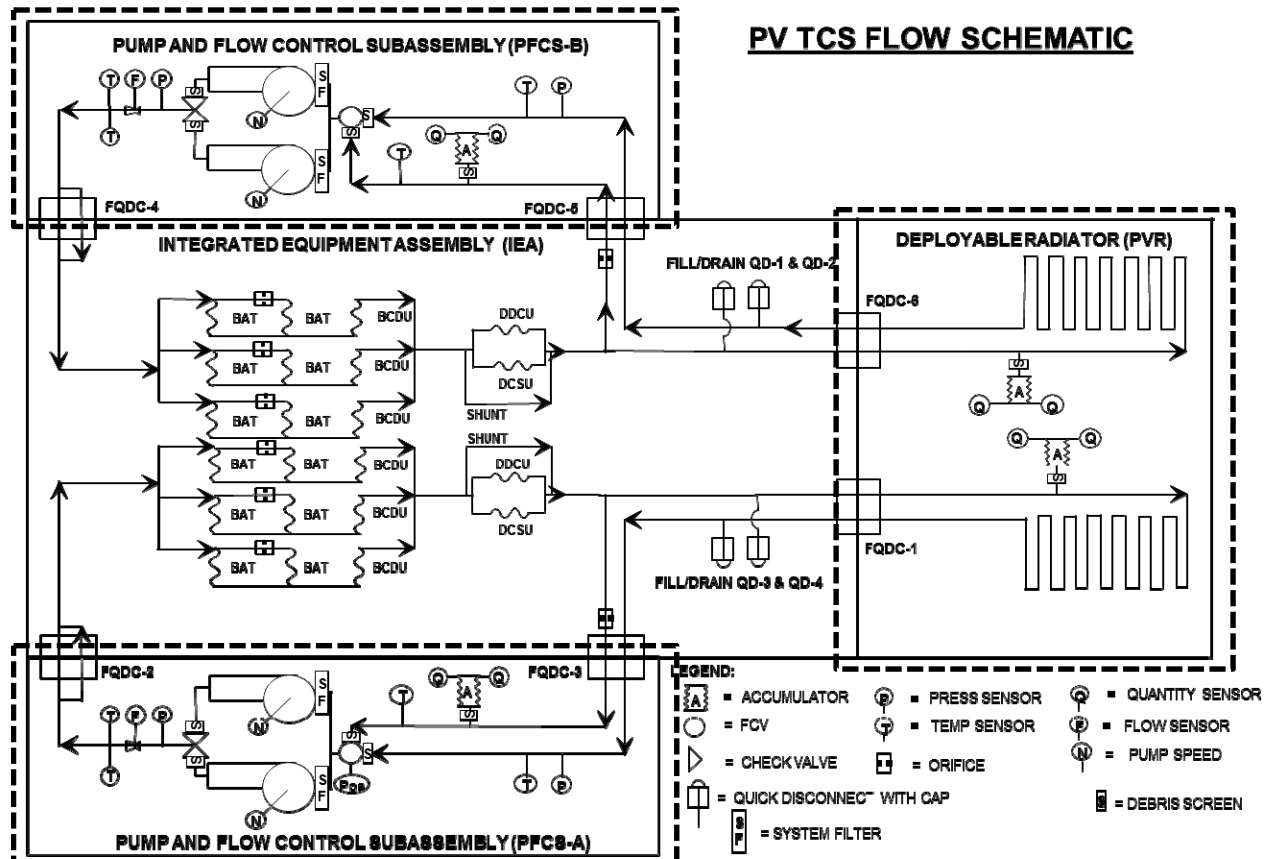 PV TCS FLOW SCHEMATIC
PUMP AND FLOW CONTROL SUBASSEMBLY (PFCS-B)
T F P
S
F
T P
S
N
S
S
Q Q
A
T
S
T
S
S
F
N
FQDC-4
FQDC-5
INTEGRATED EQUIPMENT ASSEMBLY (IEA)
DEPLOYABLE RADIATOR (PVR)
FILL/DRAIN QD-1 & QD-2
FQDC-6
BAT BAT BCDU
DDCU
BAT BAT BCDU
DCSU
S
A
Q Q
BAT BAT BCDU
SHUNT
SHUNT
Q Q
A
S
BAT BAT BCDU
DDCU
BAT BAT BCDU
DCSU
FQDC-1
BAT BAT BCDU
FILL/DRAIN QD-3 & QD-4
FQDC-2
FQDC-3
S
F
Q Q
A
T
S
N
T F P
S
S
S
S
Pos
T P
T
S
F
N
PUMP AND FLOW CONTROL SUBASSEMBLY (PFCS-A)
LEGEND:
A = ACCUMULATOR
P = PRESS SENSOR
Q = QUANTITY SENSOR
= FCV
T = TEMP SENSOR
F = FLOW SENSOR
= CHECK VALVE
= ORIFICE
N = PUMP SPEED
= QUICK DISCONNECT WITH CAP
S = DEBRIS SCREEN
S
F = SYSTEM FILTER